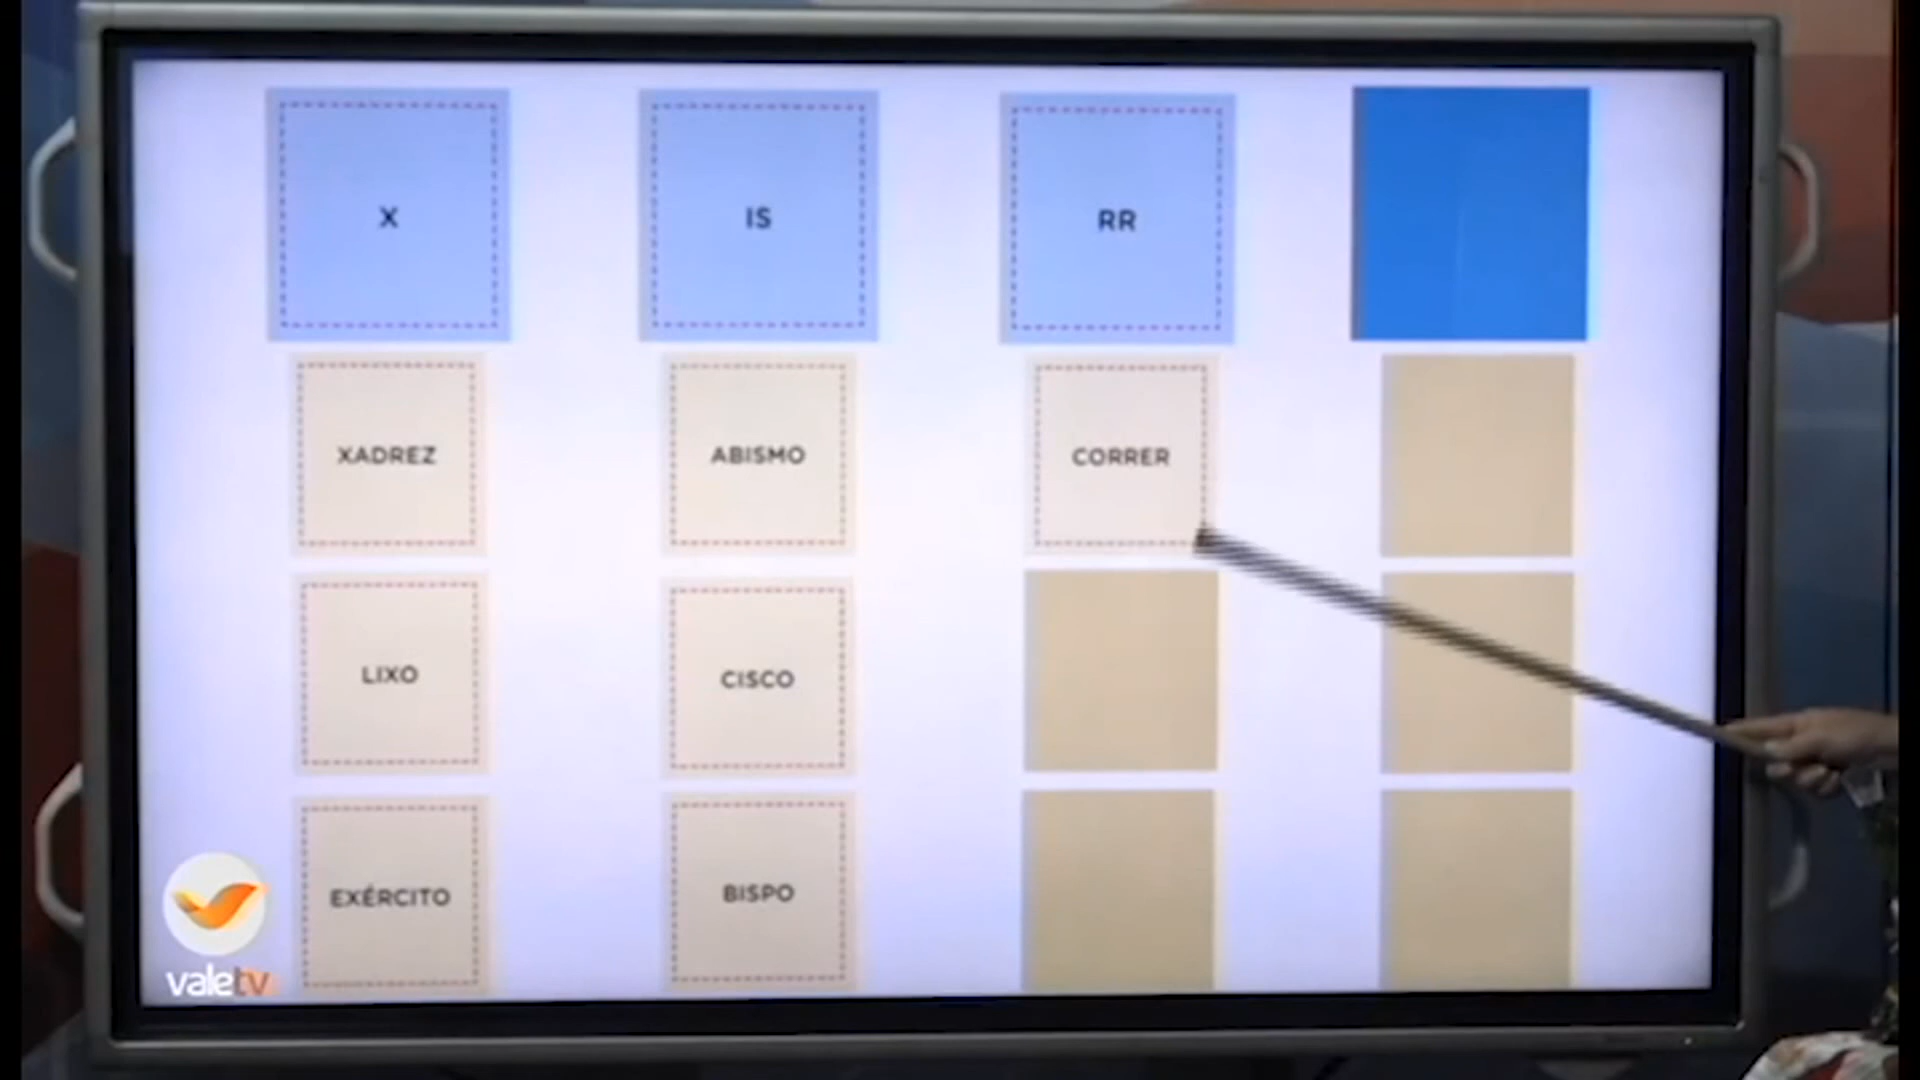 X
IS
RR
XADREZ
ABISMO
CORRER
LIXO
CISCO
EXÉRCITO
BISPO
valetv